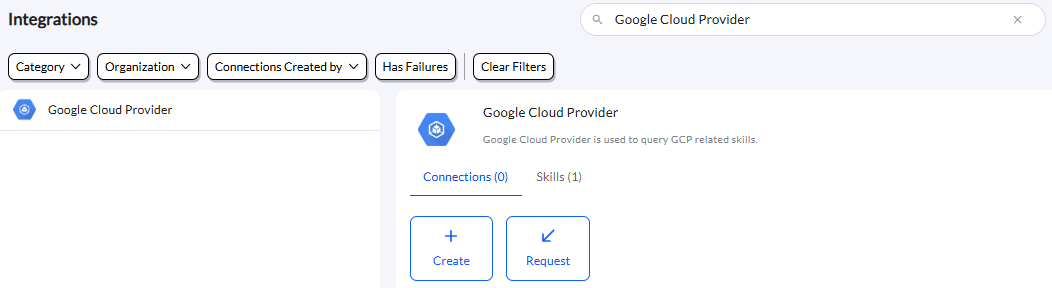 Integrations
Google Cloud Provider
Category
Organization
Connections Created by
Has Failures
Clear Filters
Google Cloud Provider
Google Cloud Provider
Google Cloud Provider is used to query GCP related skills.
Connections (0)
Skills (1)
Create
Request